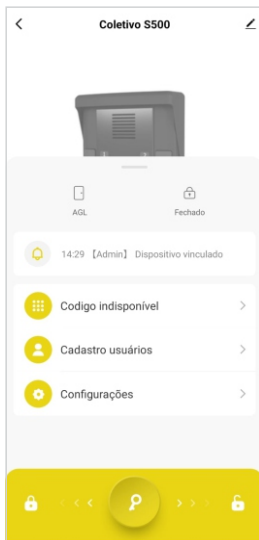 Coletivo S500
AGL
Fechado
14:29 【Admin】 Dispositivo vinculado
Codigo indisponível
Cadastro usuários
Configurações